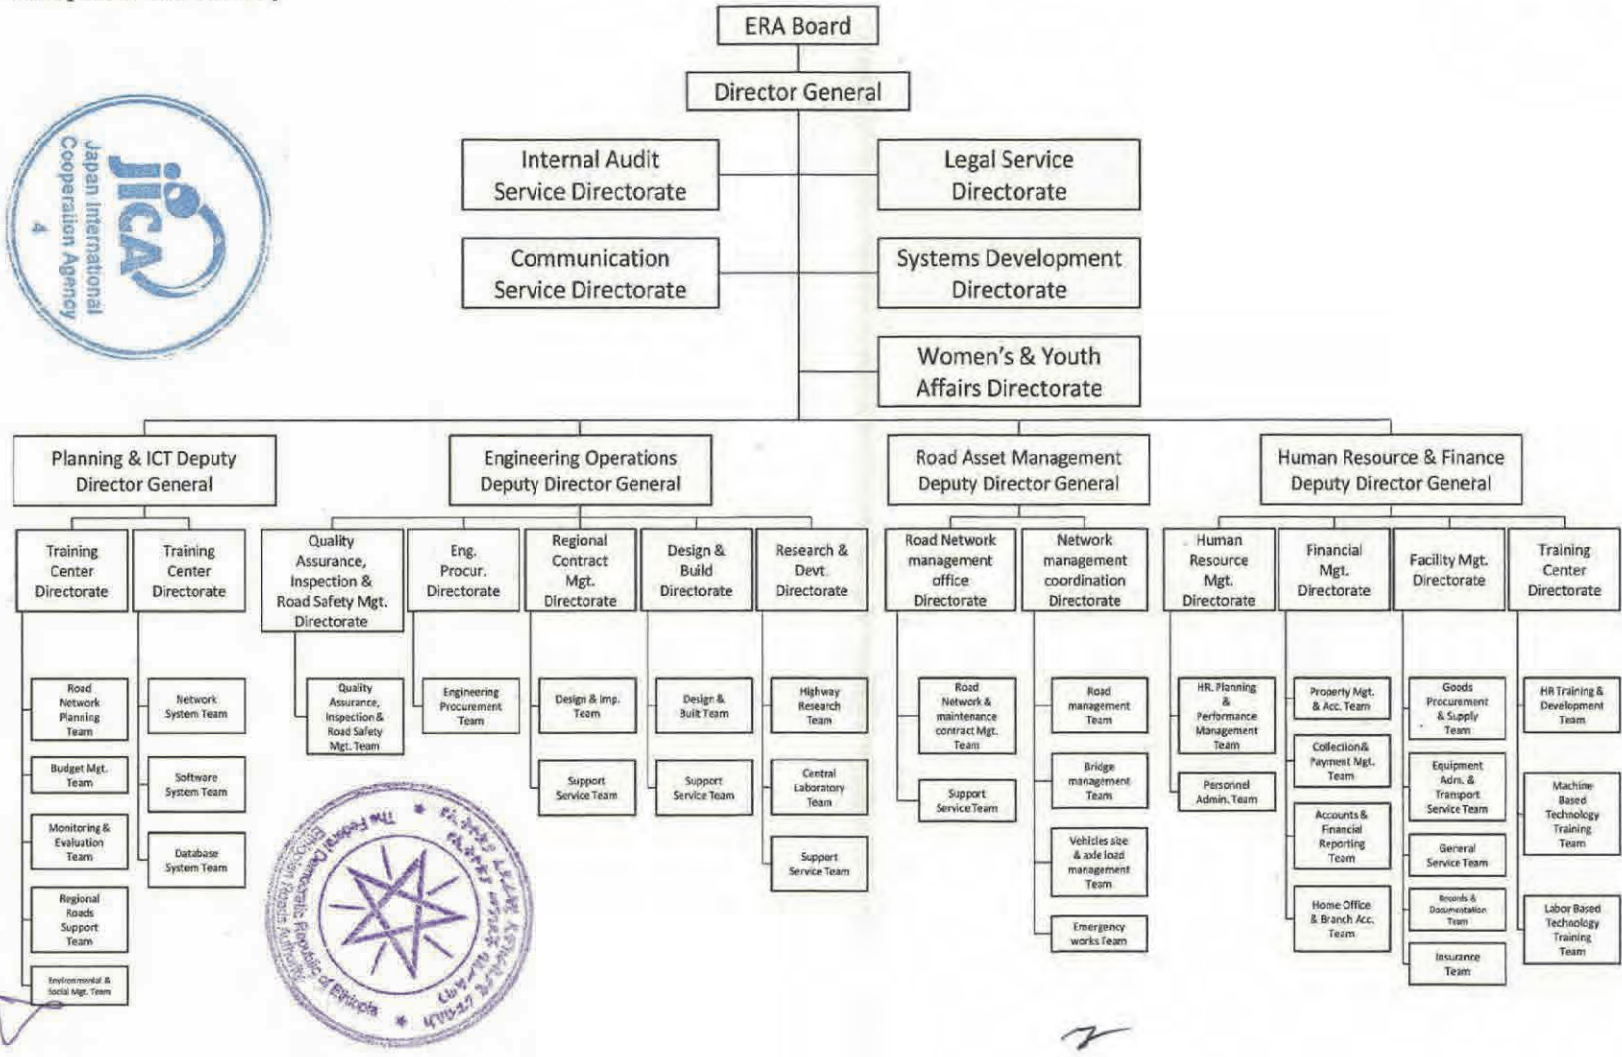 ERA Board
Director General
Internal Audit
Service Directorate
Legal Service
Directorate
Communication
Service Directorate
Systems Development
Directorate
Women's & Youth
Affairs Directorate
JICA
Japan International
Cooperation Agency
4
Planning & ICT Deputy
Director General
Engineering Operations
Deputy Director General
Road Asset Management
Deputy Director General
Human Resource & Finance
Deputy Director General
Training
Center
Directorate
Training
Center
Directorate
Quality
Assurance,
Inspection &
Road Safety Mgt.
Directorate
Eng.
Procur.
Directorate
Regional
Contract
Mgt.
Directorate
Design &
Build
Directorate
Research &
Devt.
Directorate
Road Network
management
office
Directorate
Network
management
coordination
Directorate
Human
Resource
Mgt.
Directorate
Financial
Mgt.
Directorate
Facility Mgt.
Directorate
Training
Center
Directorate
Road
Network
Planning
Team
Budget Mgt.
Team
Monitoring &
Evaluation
Team
Regional
Roads
Support
Team
Environmental &
Social Mgt. Team
Network
System Team
Software
System Team
Database
System Team
Quality
Assurance,
Inspection &
Road Safety
Mgt. Team
Engineering
Procurement
Team
Design & Imp.
Team
Support
Service Team
Design &
Built Team
Support
Service Team
Highway
Research
Team
Central
Laboratory
Team
Support
Service Team
Road
Network &
maintenance
contract Mgt.
Team
Support
Service Team
Road
management
Team
Bridge
management
Team
Vehicles size
& axle load
management
Team
Emergency
works Team
HR. Planning
&
Performance
Management
Team
Personnel
Admin. Team
Property Mgt.
& Acc. Team
Collection &
Payment Mgt.
Team
Accounts &
Financial
Reporting
Team
Home Office
& Branch Acc.
Team
Goods
Procurement
& Supply
Team
Equipment
Adm. &
Transport
Service Team
General
Service Team
Records &
Documentation
Team
Insurance
Team
HR Training &
Development
Team
Machine
Based
Technology
Training
Team
Labor Based
Technology
Training
Team
The Federal Democratic Republic of Ethiopia
Ethiopian Roads Authority